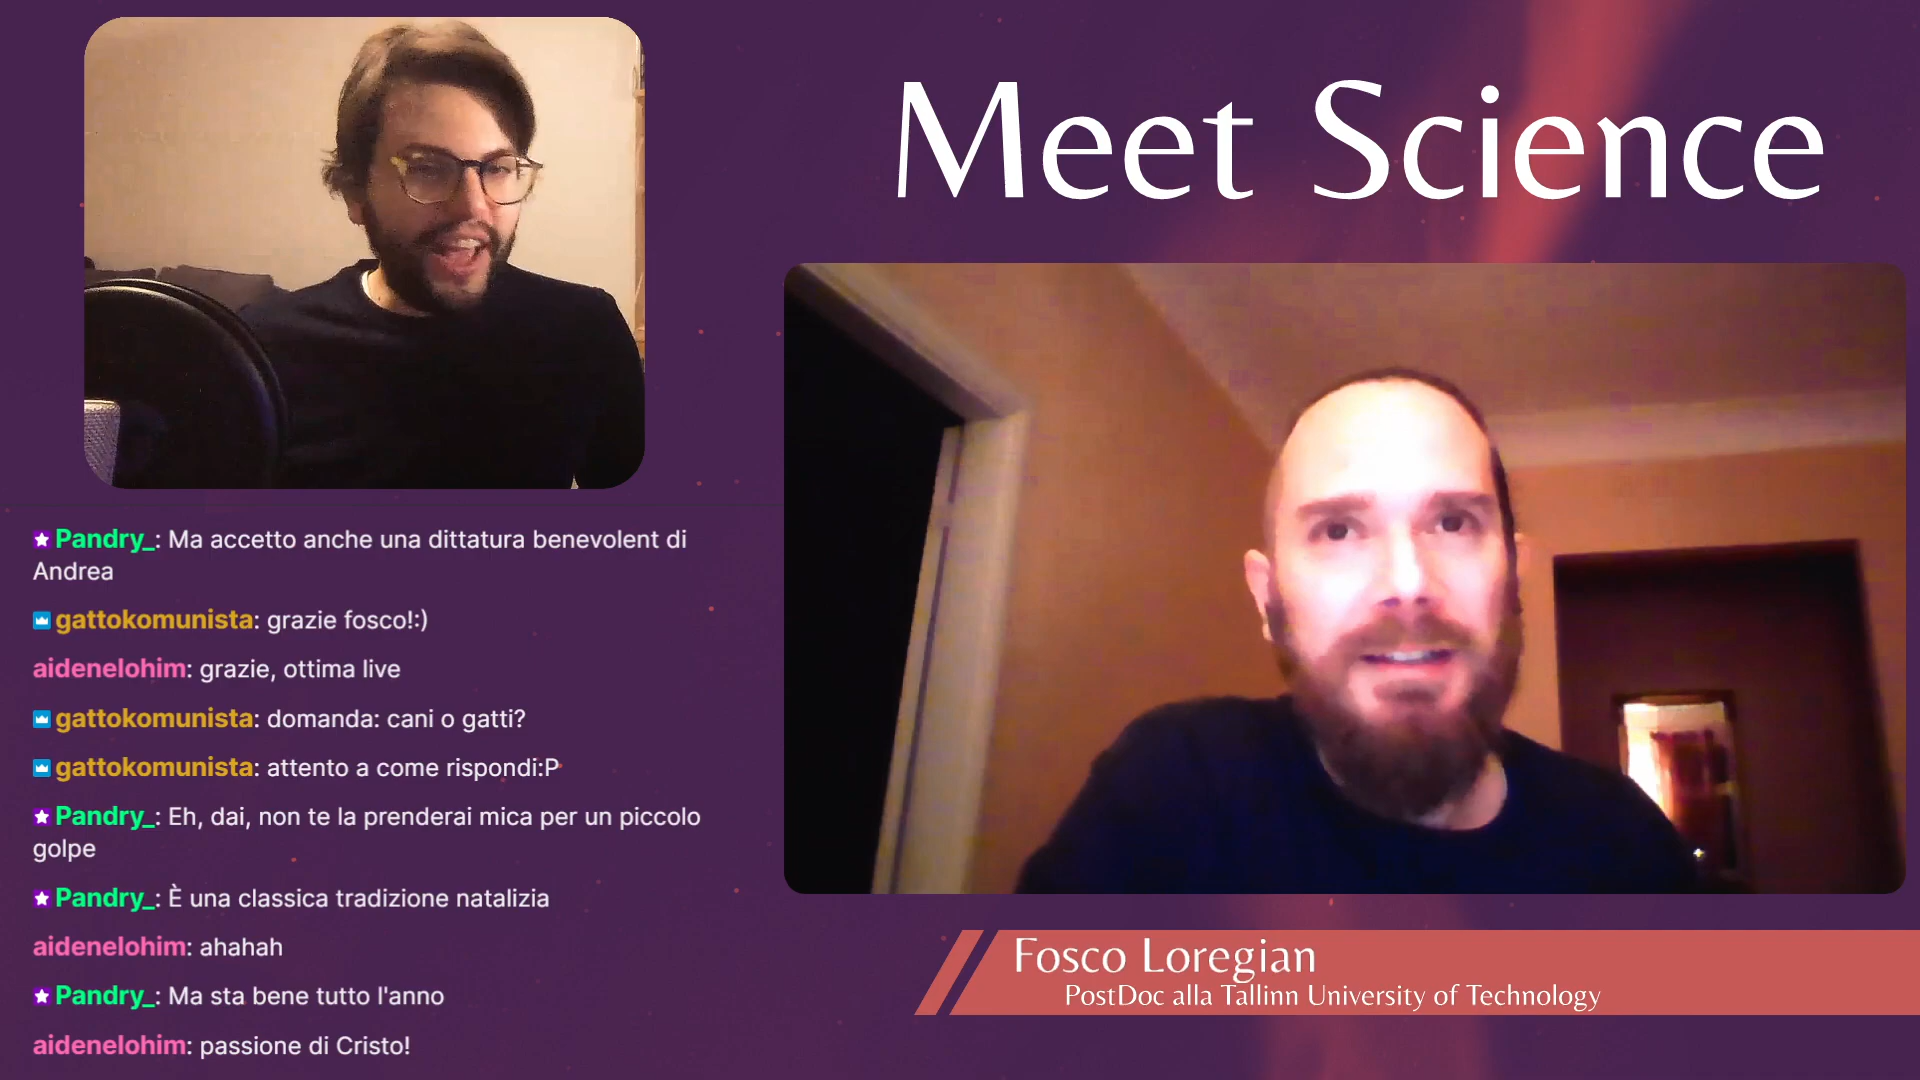 Meet Science
Pandry_: Ma accetto anche una dittatura benevolent di
Andrea
gattokomunista: grazie fosco!:)
aidenelohim: grazie, ottima live
gattokomunista: domanda: cani o gatti?
gattokomunista: attento a come rispondi:P
Pandry_: Eh, dai, non te la prenderai mica per un piccolo
golpe
Pandry_: È una classica tradizione natalizia
aidenelohim: ahahah
Pandry_: Ma sta bene tutto l'anno
aidenelohim: passione di Cristo!
Fosco Loregian
PostDoc alla Tallinn University of Technology